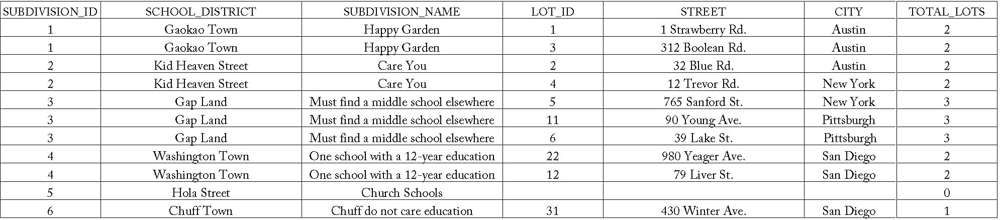 SUBDIVISION_ID SCHOOL_DISTRICT SUBDIVISION_NAME LOT_ID STREET CITY TOTAL_LOTS
1 Gaokao Town Happy Garden 1 1 Strawberry Rd. Austin 2
1 Gaokao Town Happy Garden 3 312 Boolean Rd. Austin 2
2 Kid Heaven Street Care You 2 32 Blue Rd. Austin 2
2 Kid Heaven Street Care You 4 12 Trevor Rd. New York 2
3 Gap Land Must find a middle school elsewhere 5 765 Sanford St. New York 3
3 Gap Land Must find a middle school elsewhere 11 90 Young Ave. Pittsburgh 3
3 Gap Land Must find a middle school elsewhere 6 39 Lake St. Pittsburgh 3
4 Washington Town One school with a 12-year education 22 980 Yeager Ave. San Diego 2
4 Washington Town One school with a 12-year education 12 79 Liver St. San Diego 2
5 Hola Street Church Schools 0
6 Chuff Town Chuff do not care education 31 430 Winter Ave. San Diego 1